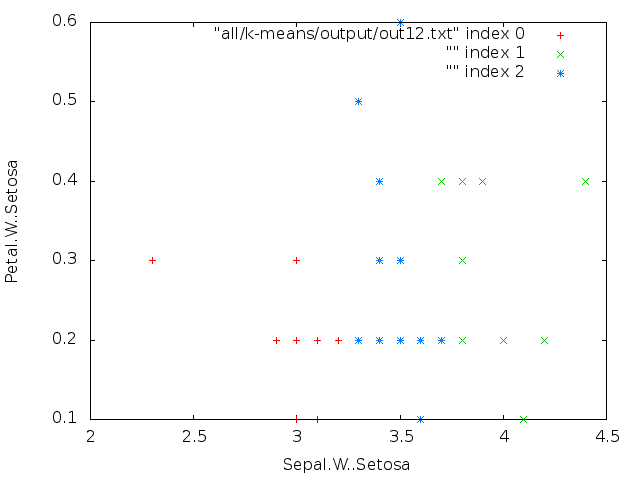 "all/k-means/output/out12.txt" index 0
"" index 1
"" index 2
0.6
0.5
0.4
0.3
0.2
0.1
2 2.5 3 3.5 4 4.5
Petal.W..Setosa
Sepal.W..Setosa